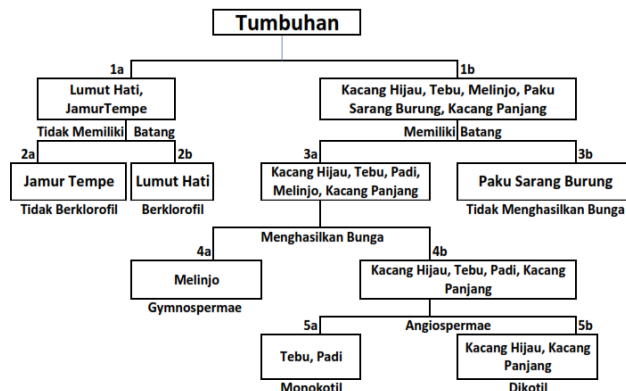 Tumbuhan
1a
1b
Lumut Hati,
JamurTempe
Kacang Hijau, Tebu, Melinjo, Paku
Sarang Burung, Kacang Panjang
Tidak Memiliki Batang
Memiliki Batang
2a
2b
3a
3b
Jamur Tempe
Lumut Hati
Kacang Hijau, Tebu, Padi,
Melinjo, Kacang Panjang
Paku Sarang Burung
Tidak Berklorofil
Berklorofil
Tidak Menghasilkan Bunga
Menghasilkan Bunga
4a
4b
Melinjo
Kacang Hijau, Tebu, Padi, Kacang
Panjang
Gymnospermae
5a
Angiospermae
5b
Tebu, Padi
Kacang Hijau, Kacang
Panjang
Monokotil
Dikotil